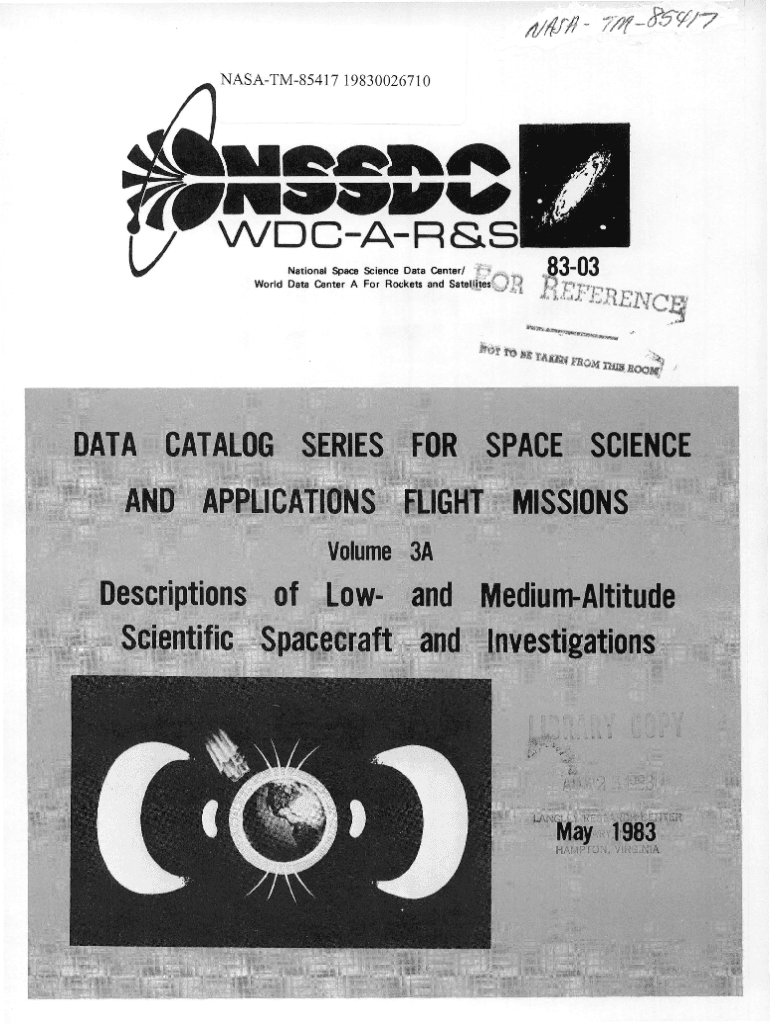 NASA-TM-85417
NASA-TM-85417 19830026710
NSSDC
WDC-A-R&S
National Space Science Data Center/
World Data Center A For Rockets and Satellites
83-03
FOR REFERENCE
NOT TO BE TAKEN FROM THIS ROOM
DATA CATALOG SERIES FOR SPACE SCIENCE
AND APPLICATIONS FLIGHT MISSIONS
Volume 3A
Descriptions of Low- and Medium-Altitude
Scientific Spacecraft and Investigations
LIBRARY COPY
LANGLEY RESEARCH CENTER
May 1983
HAMPTON, VIRGINIA